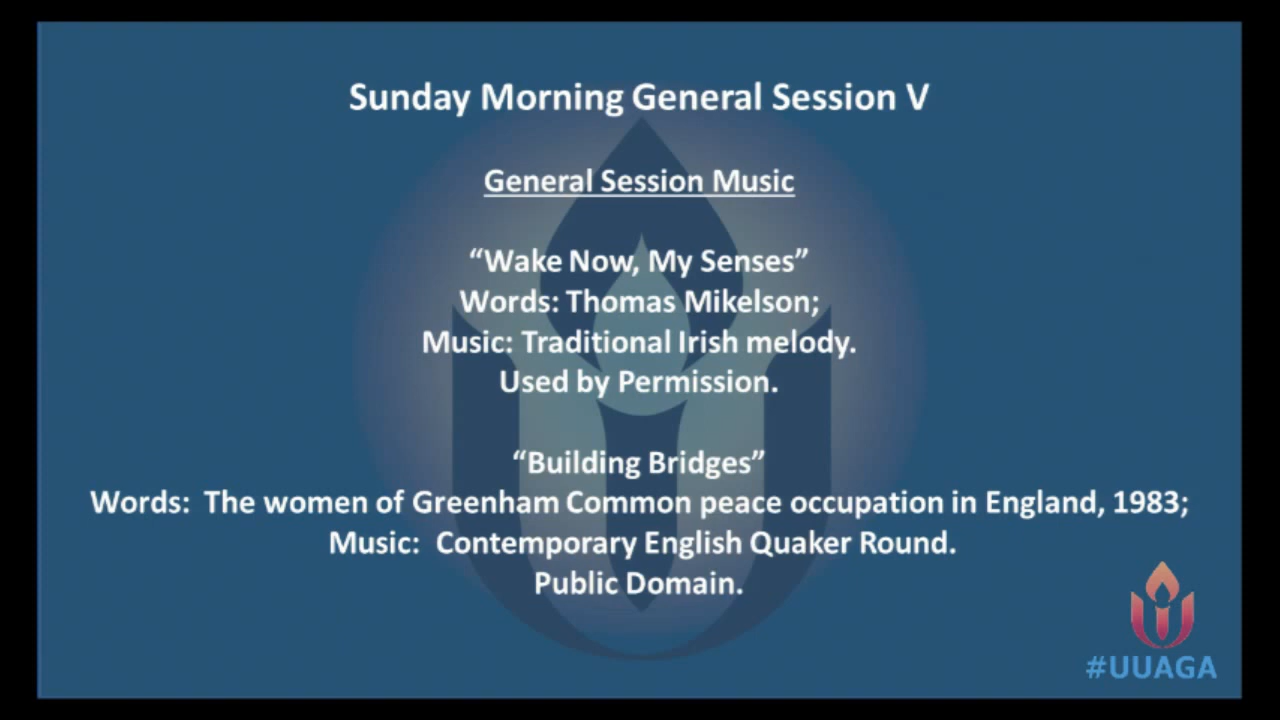 Sunday Morning General Session V
General Session Music
“Wake Now, My Senses”
Words: Thomas Mikelson;
Music: Traditional Irish melody.
Used by Permission.
“Building Bridges”
Words:  The women of Greenham Common peace occupation in England, 1983;
Music:  Contemporary English Quaker Round.
Public Domain.
#UUAGA